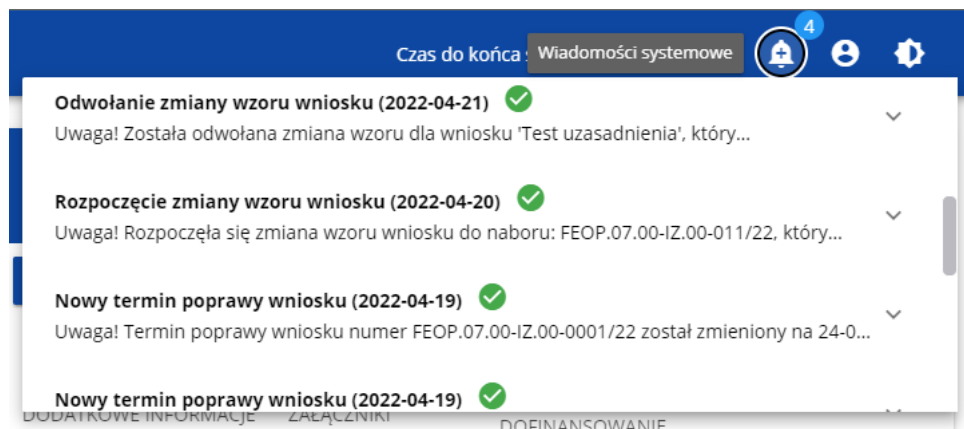 4
Czas do końca
Wiadomości systemowe
Odwołanie zmiany wzoru wniosku (2022-04-21)
Uwaga! Została odwołana zmiana wzoru dla wniosku 'Test uzasadnienia', który...
Rozpoczęcie zmiany wzoru wniosku (2022-04-20)
Uwaga! Rozpoczęła się zmiana wzoru wniosku do naboru: FEOP.07.00-IZ.00-011/22, który...
Nowy termin poprawy wniosku (2022-04-19)
Uwaga! Termin poprawy wniosku numer FEOP.07.00-IZ.00-0001/22 został zmieniony na 24-0...
Nowy termin poprawy wniosku (2022-04-19)
DODATKOWE INFORMACJE ZAŁĄCZNIKI
DOFINANSOWANIE